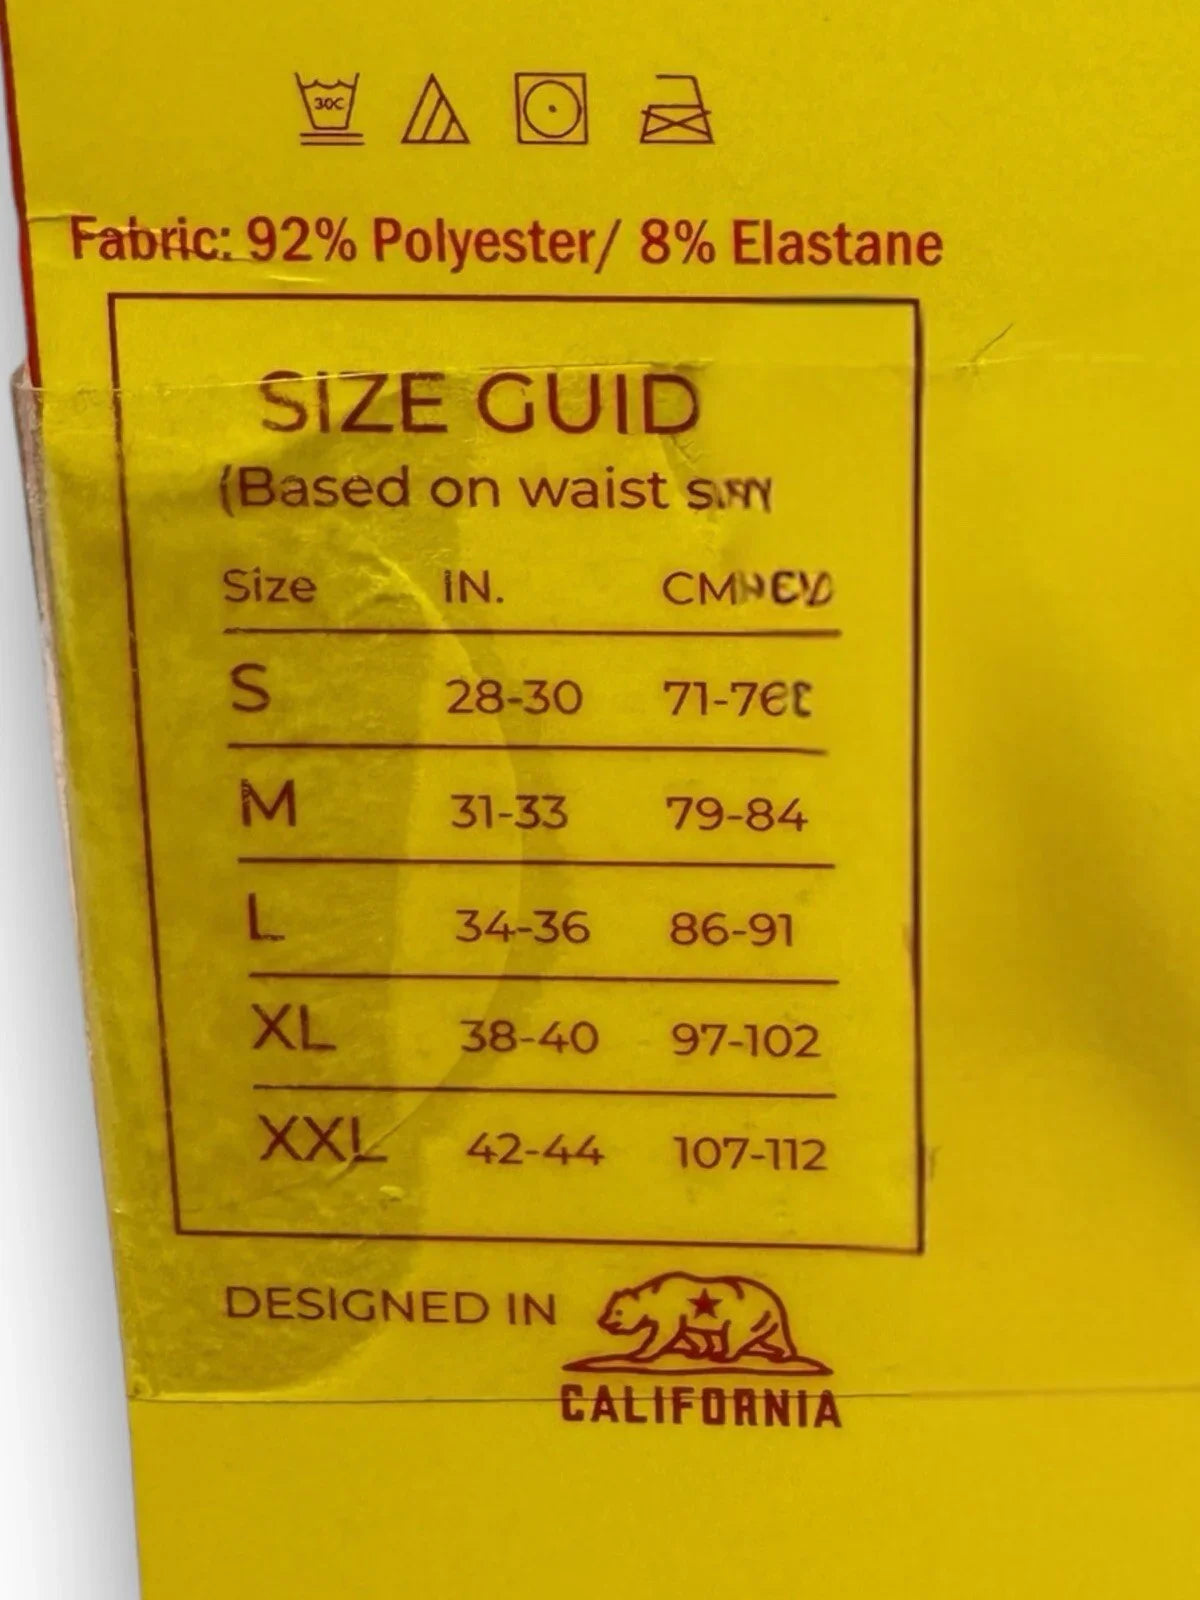 30C
Fabric: 92% Polyester/ 8% Elastane
SIZE GUID
(Based on waist
Size IN.
S 28-30
M 31-33 79-84
L 34-36 86-91
XL 38-40 97-102
XXL 42-44 107-112
DESIGNED IN
CALIFORNIA